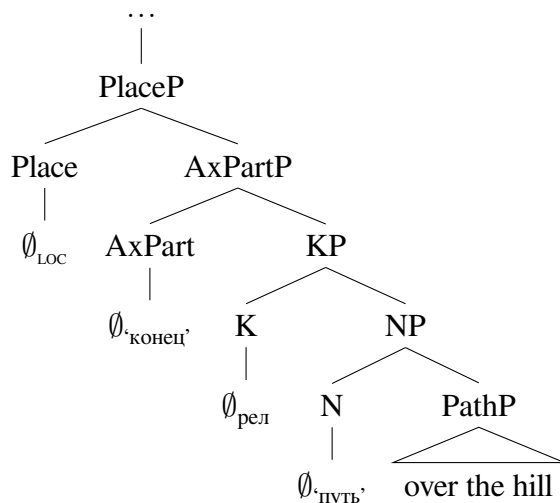 …
PlaceP
Place AxPartP
∅LOC AxPart KP
∅‘конец’ K NP
∅рел N PathP
∅‘путь’ over the hill